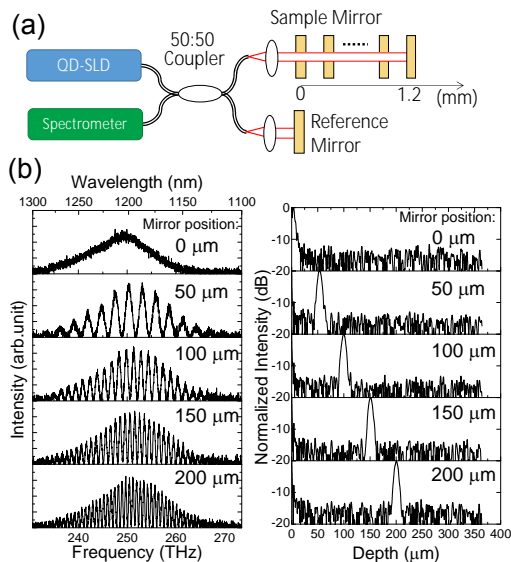 (a)
QD-SLD
Spectrometer
50:50
Coupler
Sample Mirror
0
1.2
(mm)
Reference
Mirror
(b)
Wavelength (nm)
1300 1250 1200 1150 1100
Mirror position:
0 μm
50 μm
100 μm
150 μm
200 μm
Intensity (arb.unit)
240 250 260 270
Frequency (THz)
0
-10
-20
-10
-20
-10
-20
-10
-20
-10
-20
Normalized Intensity (dB)
Mirror position:
0 μm
50 μm
100 μm
150 μm
200 μm
0 50 100 150 200 250 300 350 400
Depth (μm)